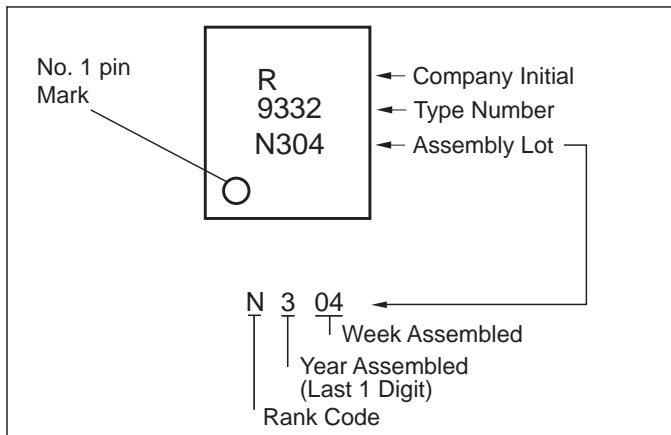 No. 1 pin
Mark
R
9332
N304
Company Initial
Type Number
Assembly Lot
N 3 04
Week Assembled
Year Assembled
(Last 1 Digit)
Rank Code